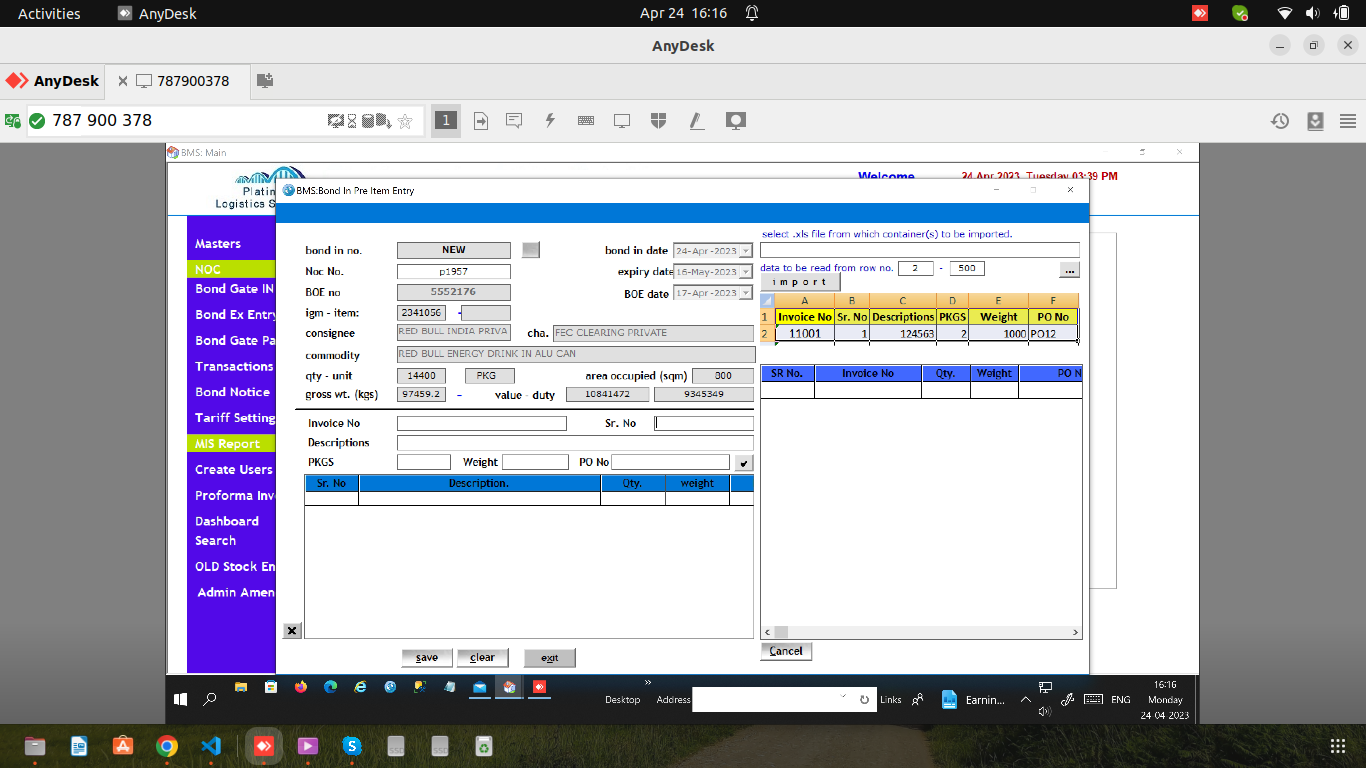 Activities AnyDesk Apr 24 16:16
AnyDesk
AnyDesk 787900378
787 900 378 1
BMS: Main
Platin
Logistics S
Welcome 24 Apr 2023, Tuesday 03:39 PM
BMS:Bond In Pre Item Entry
Masters
NOC
Bond Gate IN
Bond Ex Entry
Bond Gate Pa
Transactions
Bond Notice
Tariff Setting
MIS Report
Create Users
Proforma Inv
Dashboard
Search
OLD Stock En
Admin Amen
bond in no. NEW bond in date 24-Apr-2023
Noc No. p1957 expiry date 16-May-2023
BOE no 5552176 BOE date 17-Apr-2023
igm - item: 2341056 -
consignee RED BULL INDIA PRIVA cha. FEC CLEARING PRIVATE
commodity RED BULL ENERGY DRINK IN ALU CAN
qty - unit 14400 PKG area occupied (sqm) 800
gross wt. (kgs) 97459.2 - value - duty 10841472 9345349
Invoice No Sr. No
Descriptions
PKGS Weight PO No
Sr. No Description. Qty. weight
save clear exit
select .xls file from which container(s) to be imported.
data to be read from row no. 2 - 500 ...
import
A B C D E F
1 Invoice No Sr. No Descriptions PKGS Weight PO No
2 11001 1 124563 2 1000 PO12
SR No. Invoice No Qty. Weight PO N
Cancel
Desktop » Address Links Earnin... ENG
16:16
Monday
24-04-2023
SSD SSD